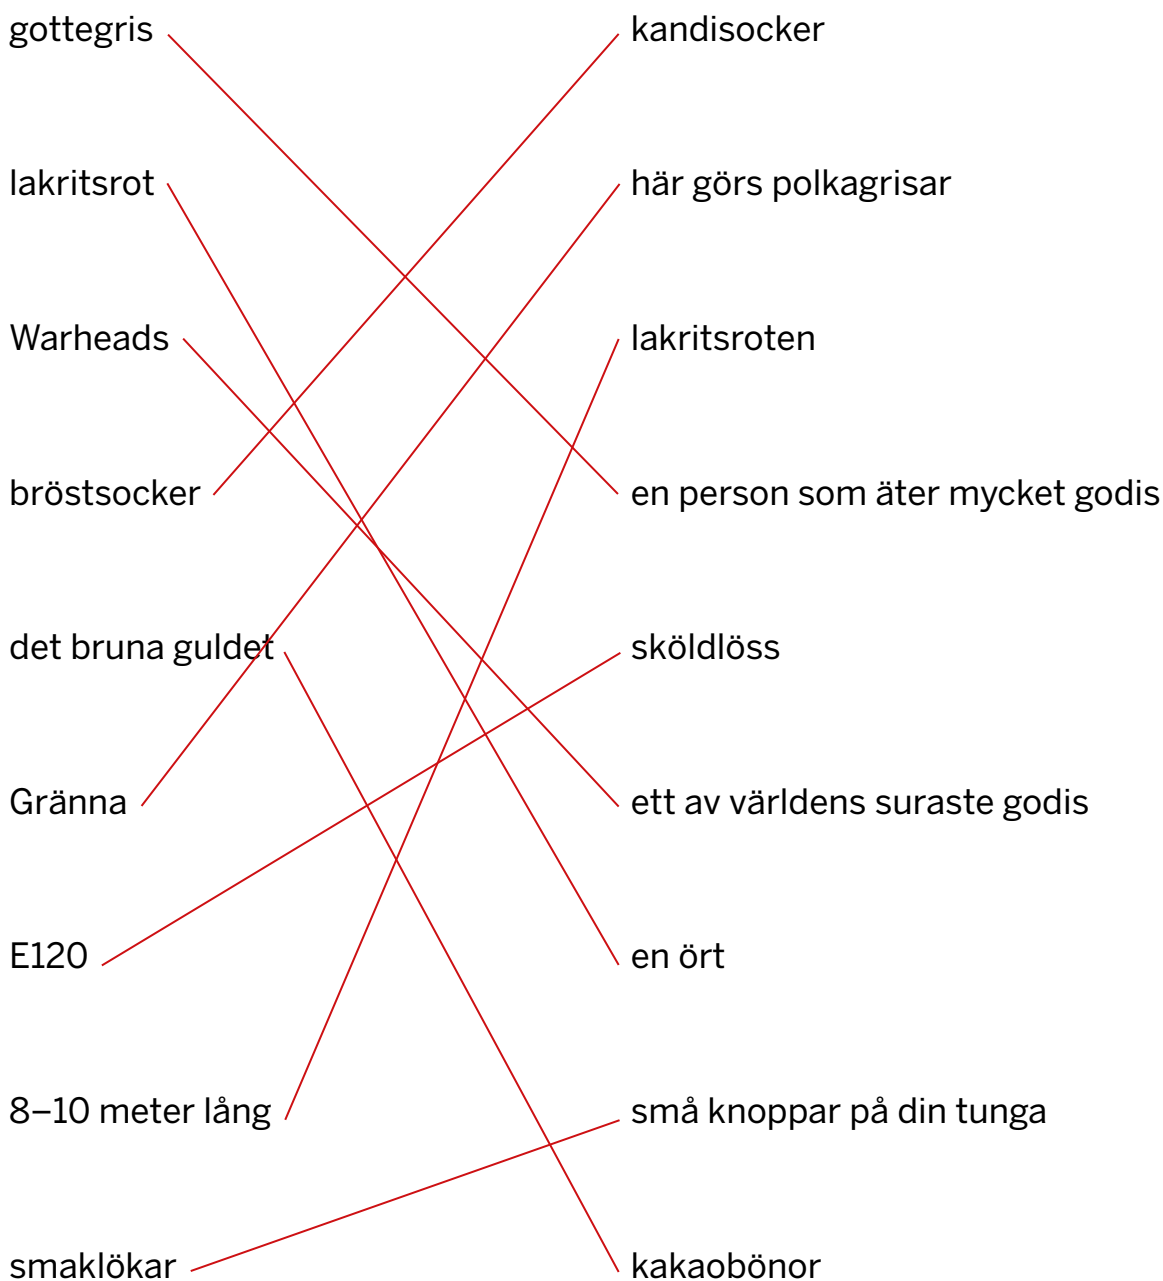 gottegris kandisocker
lakritsrot här görs polkagrisar
Warheads lakritsroten
bröstsocker en person som äter mycket godis
det bruna guldet sköldlöss
Gränna ett av världens suraste godis
E120 en ört
8–10 meter lång små knoppar på din tunga
smaklökar kakaobönor